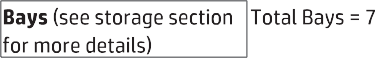 Bays (see storage section
for more details)
Total Bays = 7